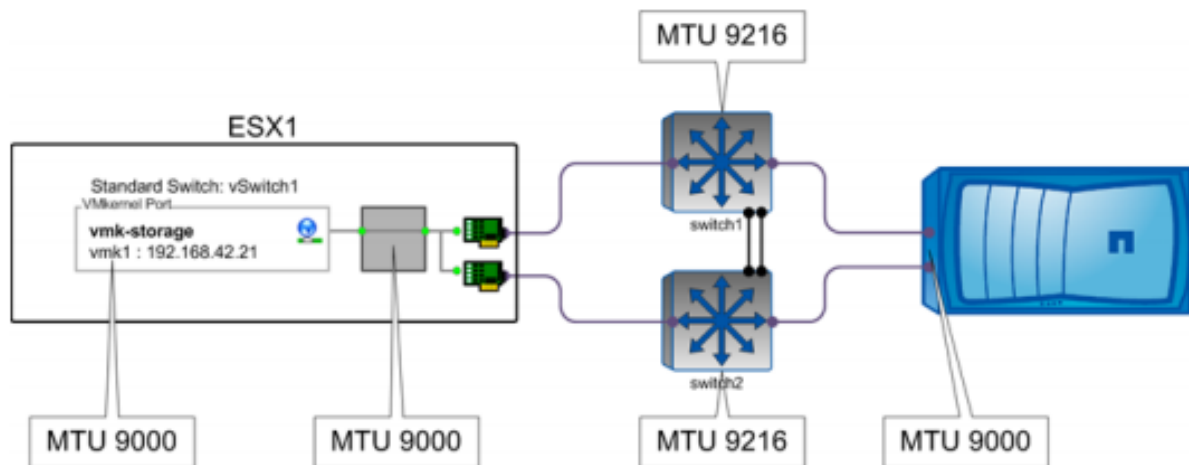 MTU 9216
ESX1
Standard Switch: vSwitch1
VMkernel Port
vmk-storage
vmk1 : 192.168.42.21
switch1
switch2
MTU 9000
MTU 9000
MTU 9216
MTU 9000